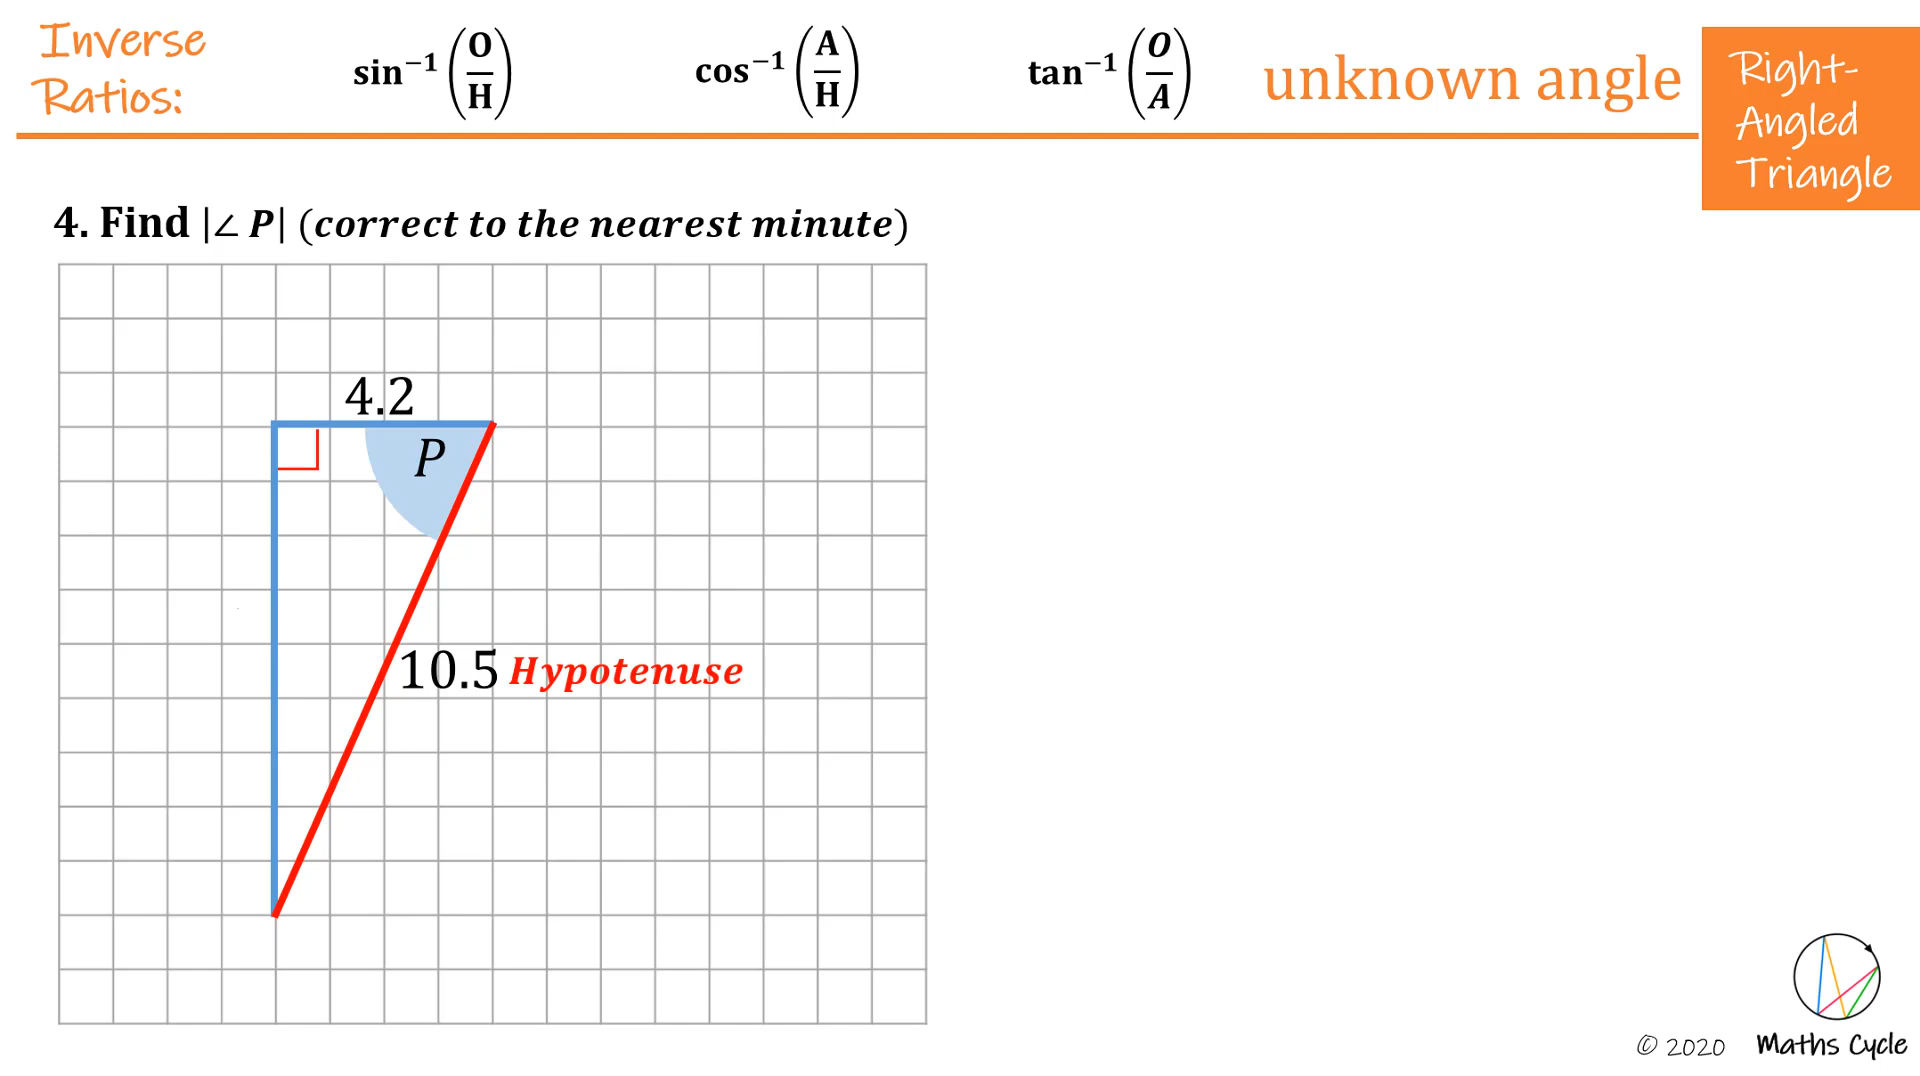 Inverse
Ratios:
sin⁻¹(O/H)
cos⁻¹(A/H)
tan⁻¹(O/A)
unknown angle
Right-
Angled
Triangle
4. Find |∠ P| (correct to the nearest minute)
4.2
P
10.5 Hypotenuse
© 2020 Maths Cycle